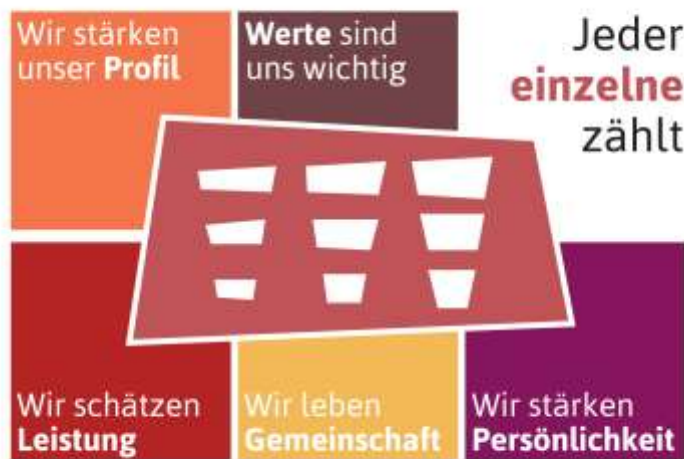 Wir stärken
unser Profil
Werte sind
uns wichtig
Jeder
einzelne
zählt
Wir schätzen
Leistung
Wir leben
Gemeinschaft
Wir stärken
Persönlichkeit